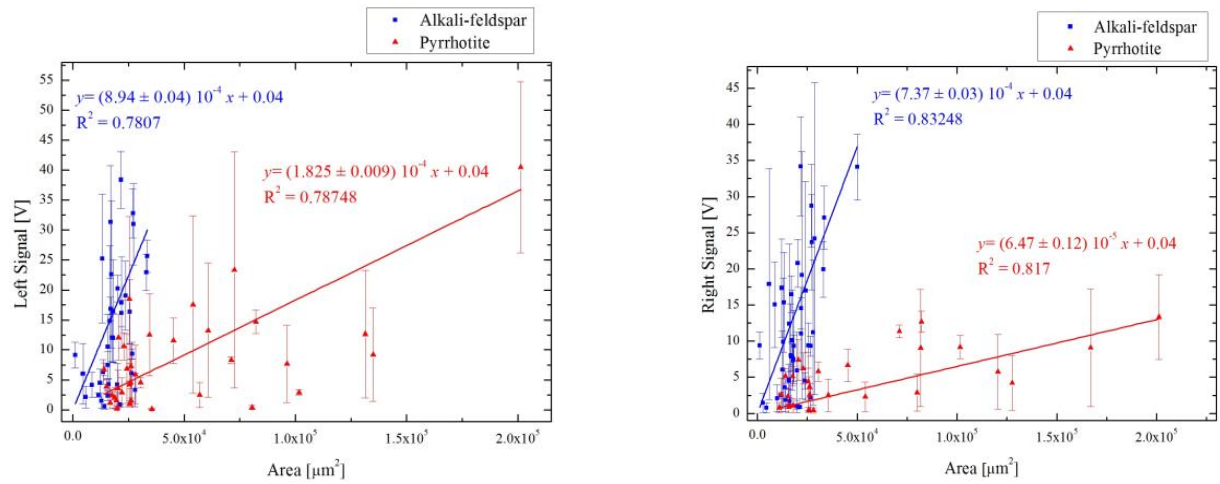 Alkali-feldspar
Pyrrhotite
55
50
45
40
35
30
25
20
15
10
5
0
Left Signal [V]
y= (8.94 ± 0.04) 10⁻⁴ x + 0.04
R² = 0.7807
y= (1.825 ± 0.009) 10⁻⁴ x + 0.04
R² = 0.78748
0.0
5.0x10⁴
1.0x10⁵
1.5x10⁵
2.0x10⁵
Area [µm²]
Alkali-feldspar
Pyrrhotite
45
40
35
30
25
20
15
10
5
0
Right Signal [V]
y= (7.37 ± 0.03) 10⁻⁴ x + 0.04
R² = 0.83248
y= (6.47 ± 0.12) 10⁻⁵ x + 0.04
R² = 0.817
0.0
5.0x10⁴
1.0x10⁵
1.5x10⁵
2.0x10⁵
Area [µm²]